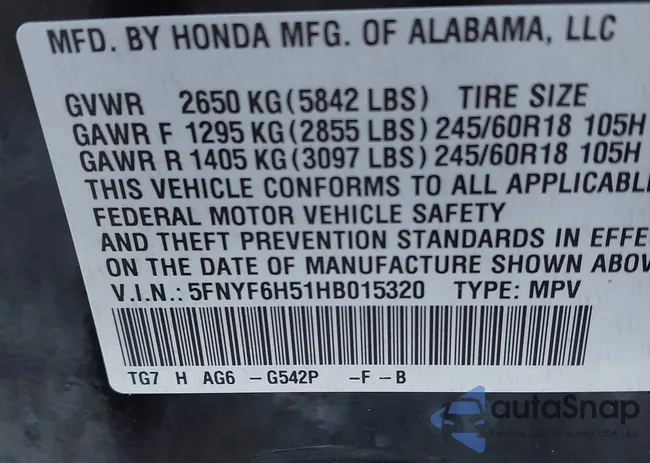 MFD. BY HONDA MFG. OF ALABAMA, LLC
GVWR 2650 KG (5842 LBS) TIRE SIZE
GAWR F 1295 KG (2855 LBS) 245/60R18 105H
GAWR R 1405 KG (3097 LBS) 245/60R18 105H
THIS VEHICLE CONFORMS TO ALL APPLICABL
FEDERAL MOTOR VEHICLE SAFETY
AND THEFT PREVENTION STANDARDS IN EFFE
ON THE DATE OF MANUFACTURE SHOWN ABOV
V.I.N.: 5FNYF6H51HB015320 TYPE: MPV
TG7 H AG6 -G542P -F -B
autoSnap